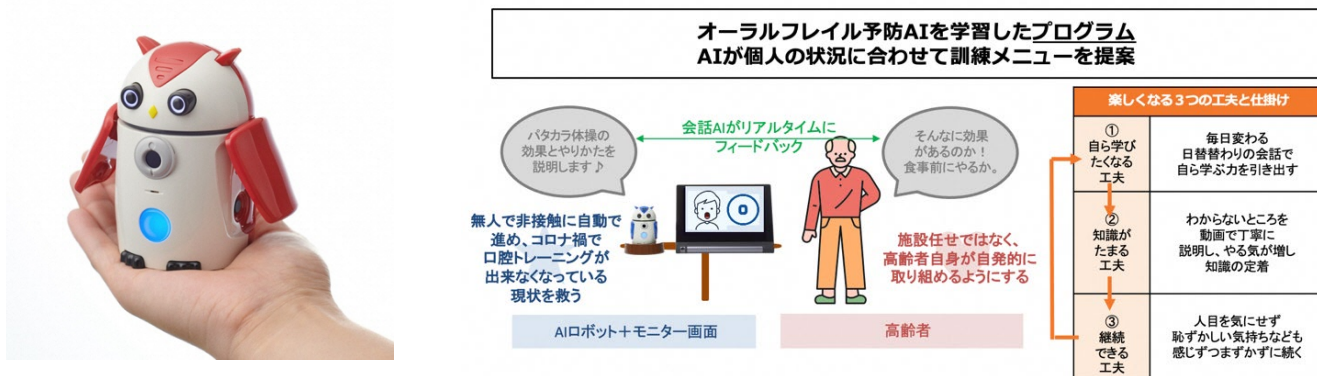 オーラルフレイル予防AIを学習したプログラム
AIが個人の状況に合わせて訓練メニューを提案
パタカラ体操の
効果とやりかたを
説明します♪
会話AIがリアルタイムに
フィードバック
そんなに効果
があるのか！
食事前にやるか。
無人で非接触に自動で
進め、コロナ禍で
口腔トレーニングが
出来なくなっている
現状を救う
施設任せではなく、
高齢者自身が自発的に
取り組めるようにする
AIロボット＋モニター画面
高齢者
楽しくなる３つの工夫と仕掛け
①
自ら学び
たくなる
工夫
毎日変わる
日替替わりの会話で
自ら学ぶ力を引き出す
②
知識が
たまる
工夫
わからないところを
動画で丁寧に
説明し、やる気が増し
知識の定着
③
継続
できる
工夫
人目を気にせず
恥ずかしい気持ちなども
感じずつまずかずに続く